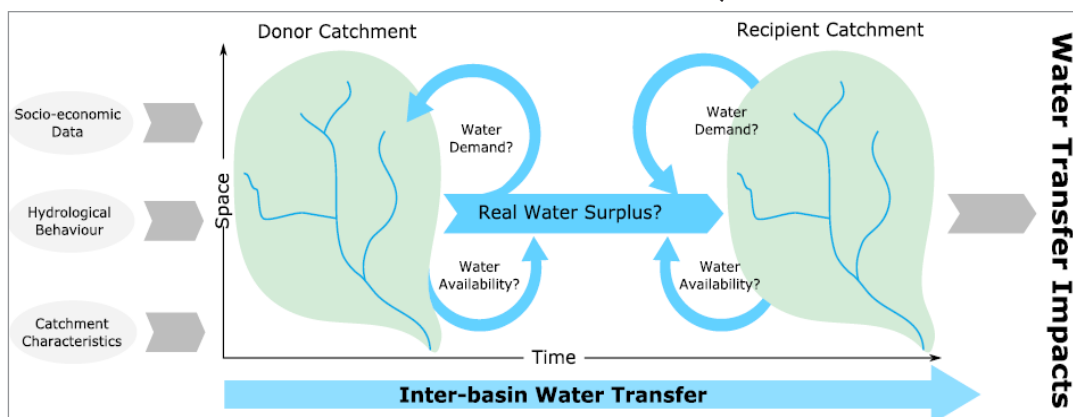 Donor Catchment
Recipient Catchment
Socio-economic
Data
Hydrological
Behaviour
Catchment
Characteristics
Space
Water
Demand?
Real Water Surplus?
Water
Availability?
Water
Demand?
Water
Availability?
Time
Inter-basin Water Transfer
Water Transfer Impacts